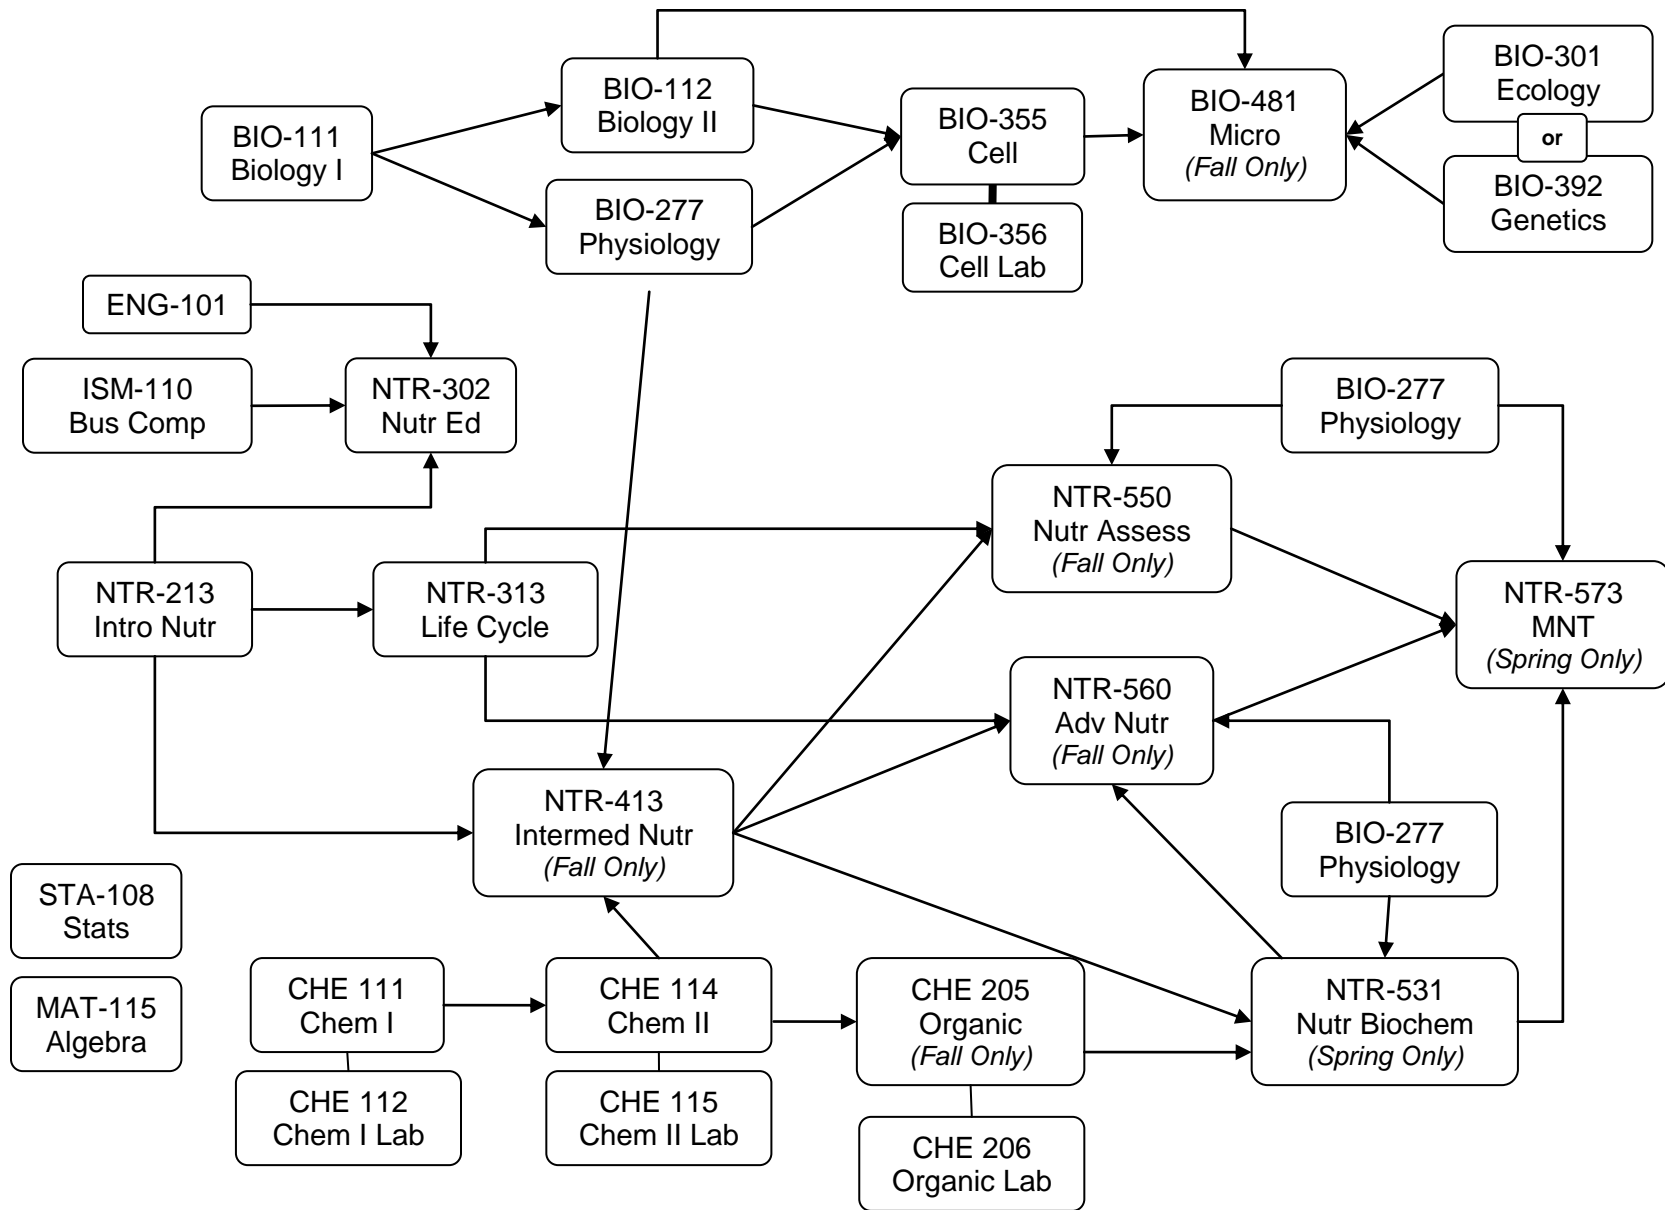 BIO-111
Biology I
BIO-112
Biology II
BIO-277
Physiology
BIO-355
Cell
BIO-356
Cell Lab
BIO-481
Micro
(Fall Only)
BIO-301
Ecology
or
BIO-392
Genetics
ENG-101
ISM-110
Bus Comp
NTR-302
Nutr Ed
BIO-277
Physiology
NTR-550
Nutr Assess
(Fall Only)
NTR-213
Intro Nutr
NTR-313
Life Cycle
NTR-573
MNT
(Spring Only)
NTR-560
Adv Nutr
(Fall Only)
NTR-413
Intermed Nutr
(Fall Only)
BIO-277
Physiology
STA-108
Stats
MAT-115
Algebra
CHE 111
Chem I
CHE 112
Chem I Lab
CHE 114
Chem II
CHE 115
Chem II Lab
CHE 205
Organic
(Fall Only)
CHE 206
Organic Lab
NTR-531
Nutr Biochem
(Spring Only)